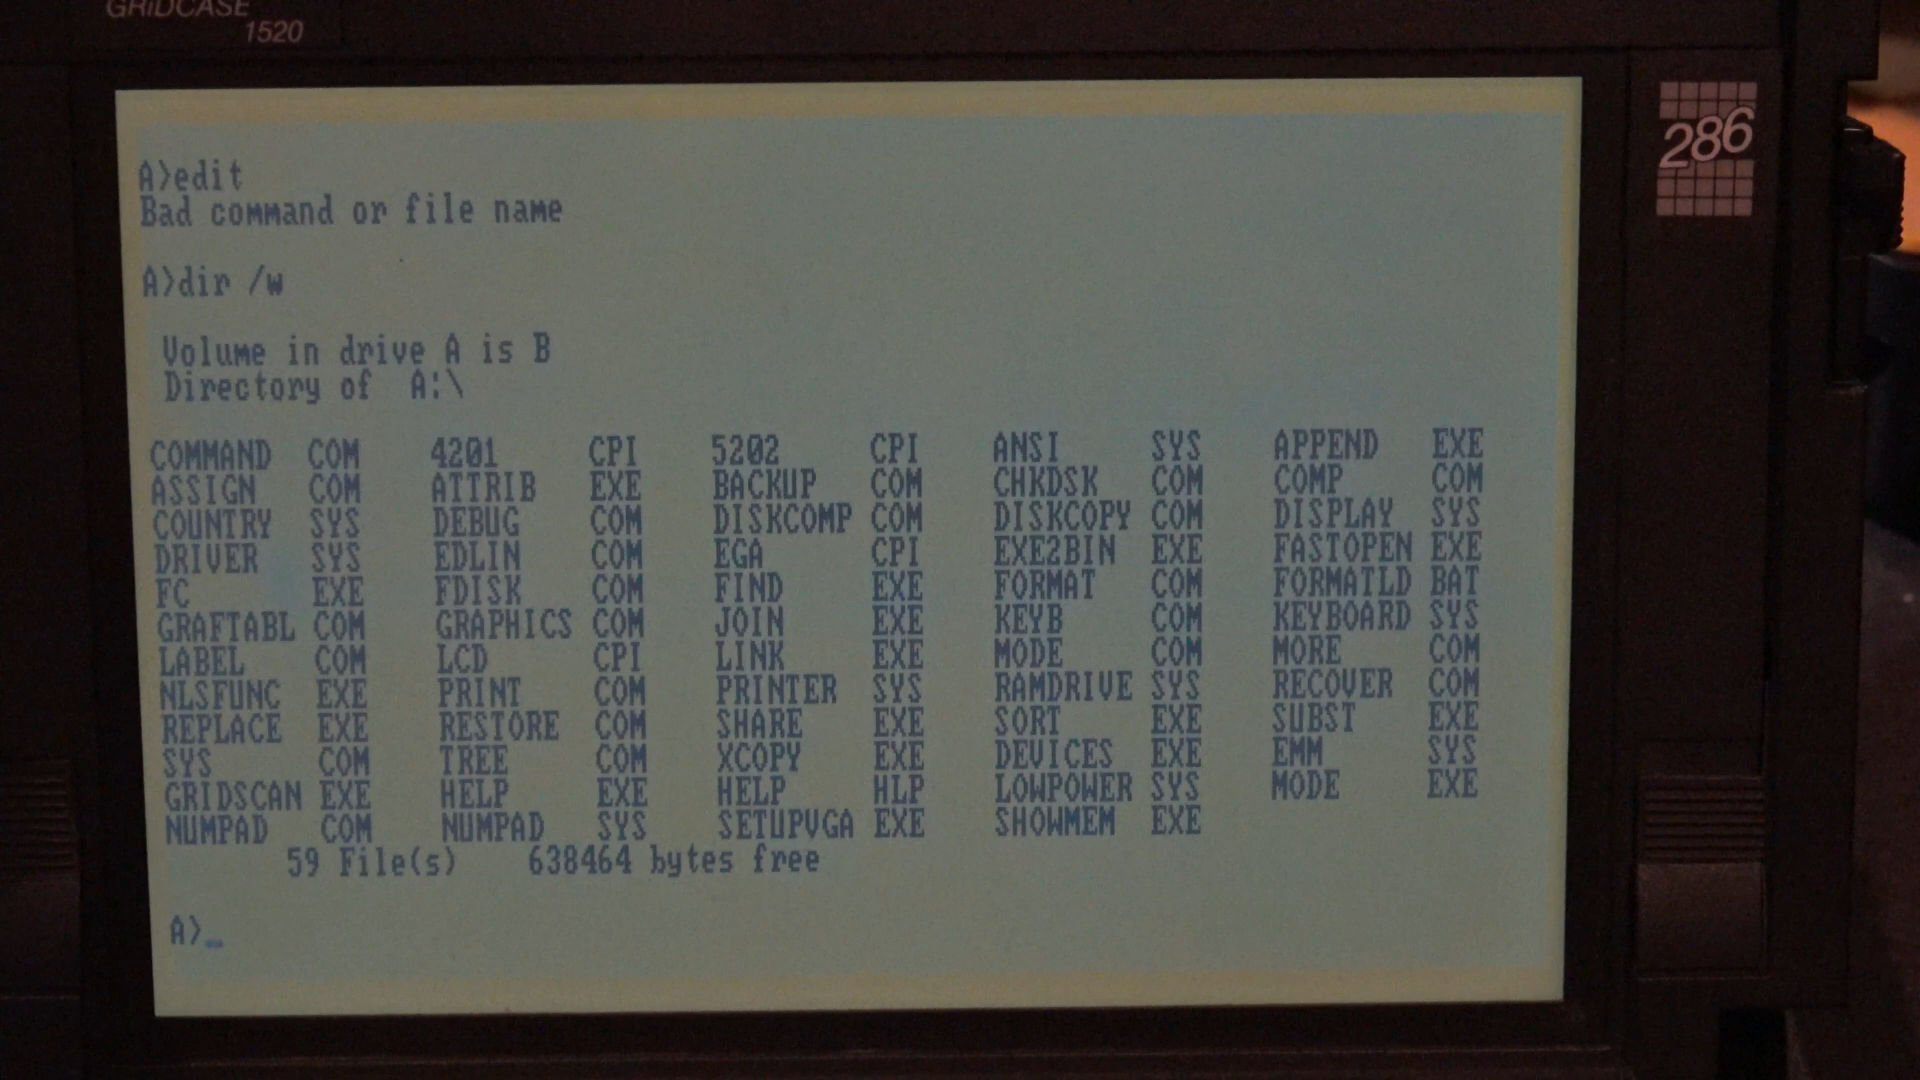 GRiDCASE
1520
286
A>edit
Bad command or file name
A>dir /w
Volume in drive A is B
Directory of  A:\
COMMAND  COM    4201     CPI    5202     CPI    ANSI     SYS    APPEND   EXE
ASSIGN   COM    ATTRIB   EXE    BACKUP   COM    CHKDSK   COM    COMP     COM
COUNTRY  SYS    DEBUG    COM    DISKCOMP COM    DISKCOPY COM    DISPLAY  SYS
DRIVER   SYS    EDLIN    COM    EGA      CPI    EXE2BIN  EXE    FASTOPEN EXE
FC       EXE    FDISK    COM    FIND     EXE    FORMAT   COM    FORMATLD BAT
GRAFTABL COM    GRAPHICS COM    JOIN     EXE    KEYB     COM    KEYBOARD SYS
LABEL    COM    LCD      CPI    LINK     EXE    MODE     COM    MORE     COM
NLSFUNC  EXE    PRINT    COM    PRINTER  SYS    RAMDRIVE SYS    RECOVER  COM
REPLACE  EXE    RESTORE  COM    SHARE    EXE    SORT     EXE    SUBST    EXE
SYS      COM    TREE     COM    XCOPY    EXE    DEVICES  EXE    EMM      SYS
GRIDSCAN EXE    HELP     EXE    HELP     HLP    LOWPOWER SYS    MODE     EXE
NUMPAD   COM    NUMPAD   SYS    SETUPVGA EXE    SHOWMEM  EXE
59 File(s)    638464 bytes free
A>_